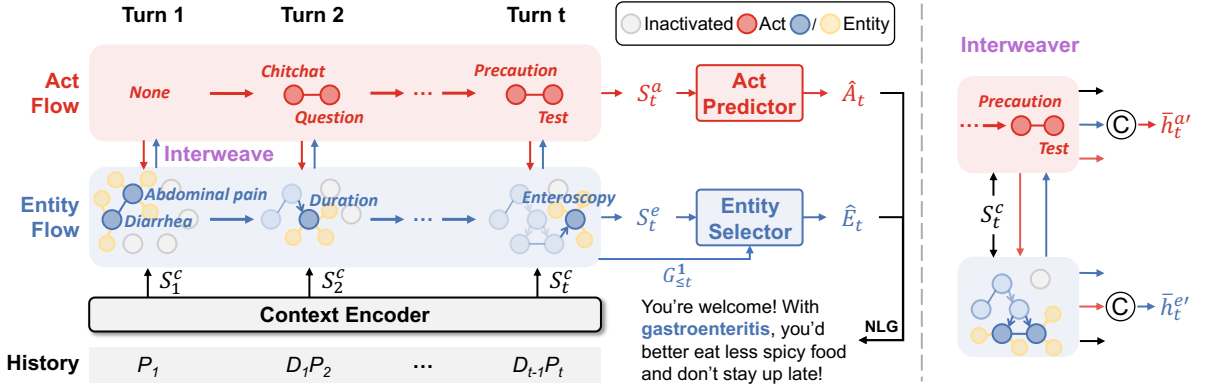 Turn 1 Turn 2 Turn t
Inactivated Act / Entity
Act
Flow
None
Chitchat
Question
...
Precaution
Test
S_t^a
Act
Predictor
Â_t
Interweave
Entity
Flow
Abdominal pain
Diarrhea
Duration
...
Enteroscopy
S_t^e
Entity
Selector
Ê_t
G_{≤t}^1
S_1^c S_2^c S_t^c
Context Encoder
History P_1 D_1P_2 ... D_{t-1}P_t
You're welcome! With
gastroenteritis, you'd
better eat less spicy food
and don't stay up late!
NLG
Interweaver
Precaution
...
Test
C
h̄_t^{a′}
S_t^c
C
h̄_t^{e′}